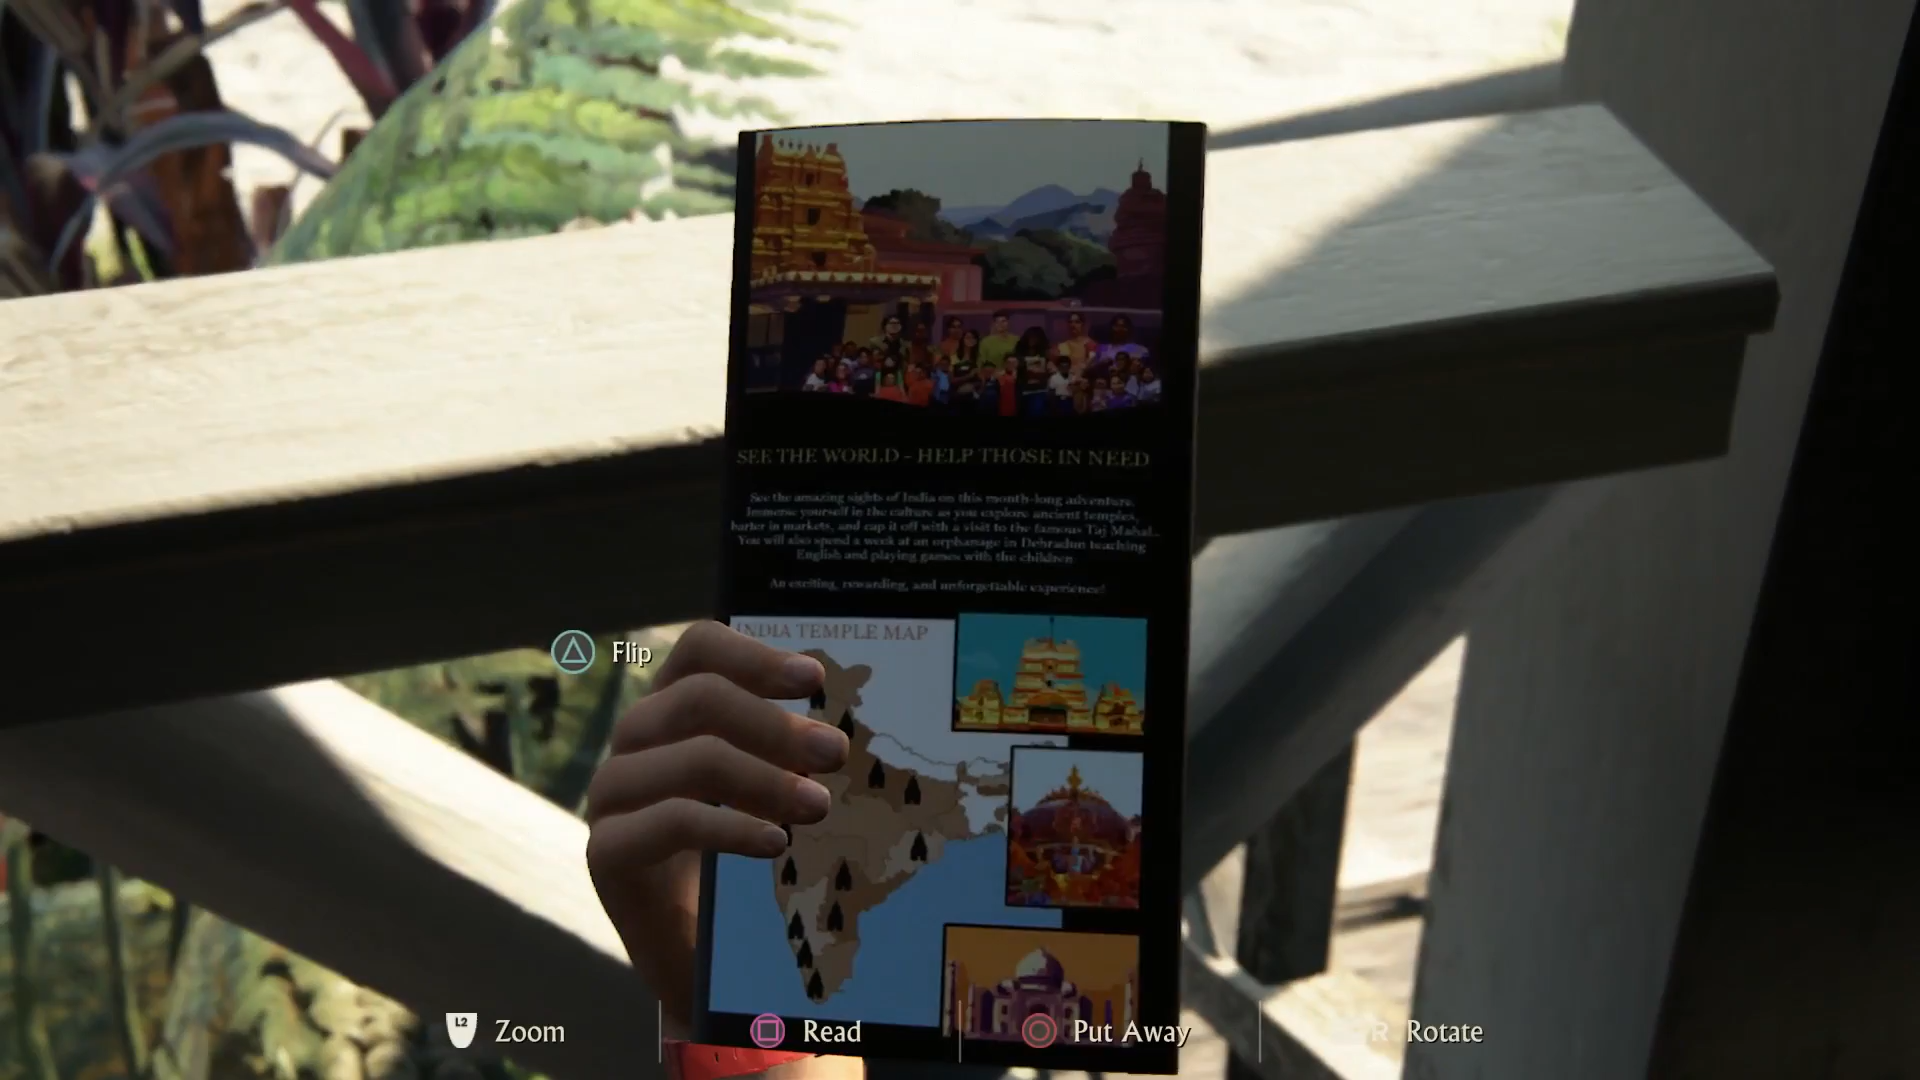 SEE THE WORLD - HELP THOSE IN NEED
See the amazing sights of India on this month-long adventure.
Immerse yourself in the culture as you explore ancient temples,
barter in markets, and cap it off with a visit to the famous Taj Mahal..
You will also spend a week at an orphanage in Dehradun teaching
English and playing games with the children.
An exciting, rewarding, and unforgettable experience!
INDIA TEMPLE MAP
Flip
L2 Zoom
Read
Put Away
R Rotate